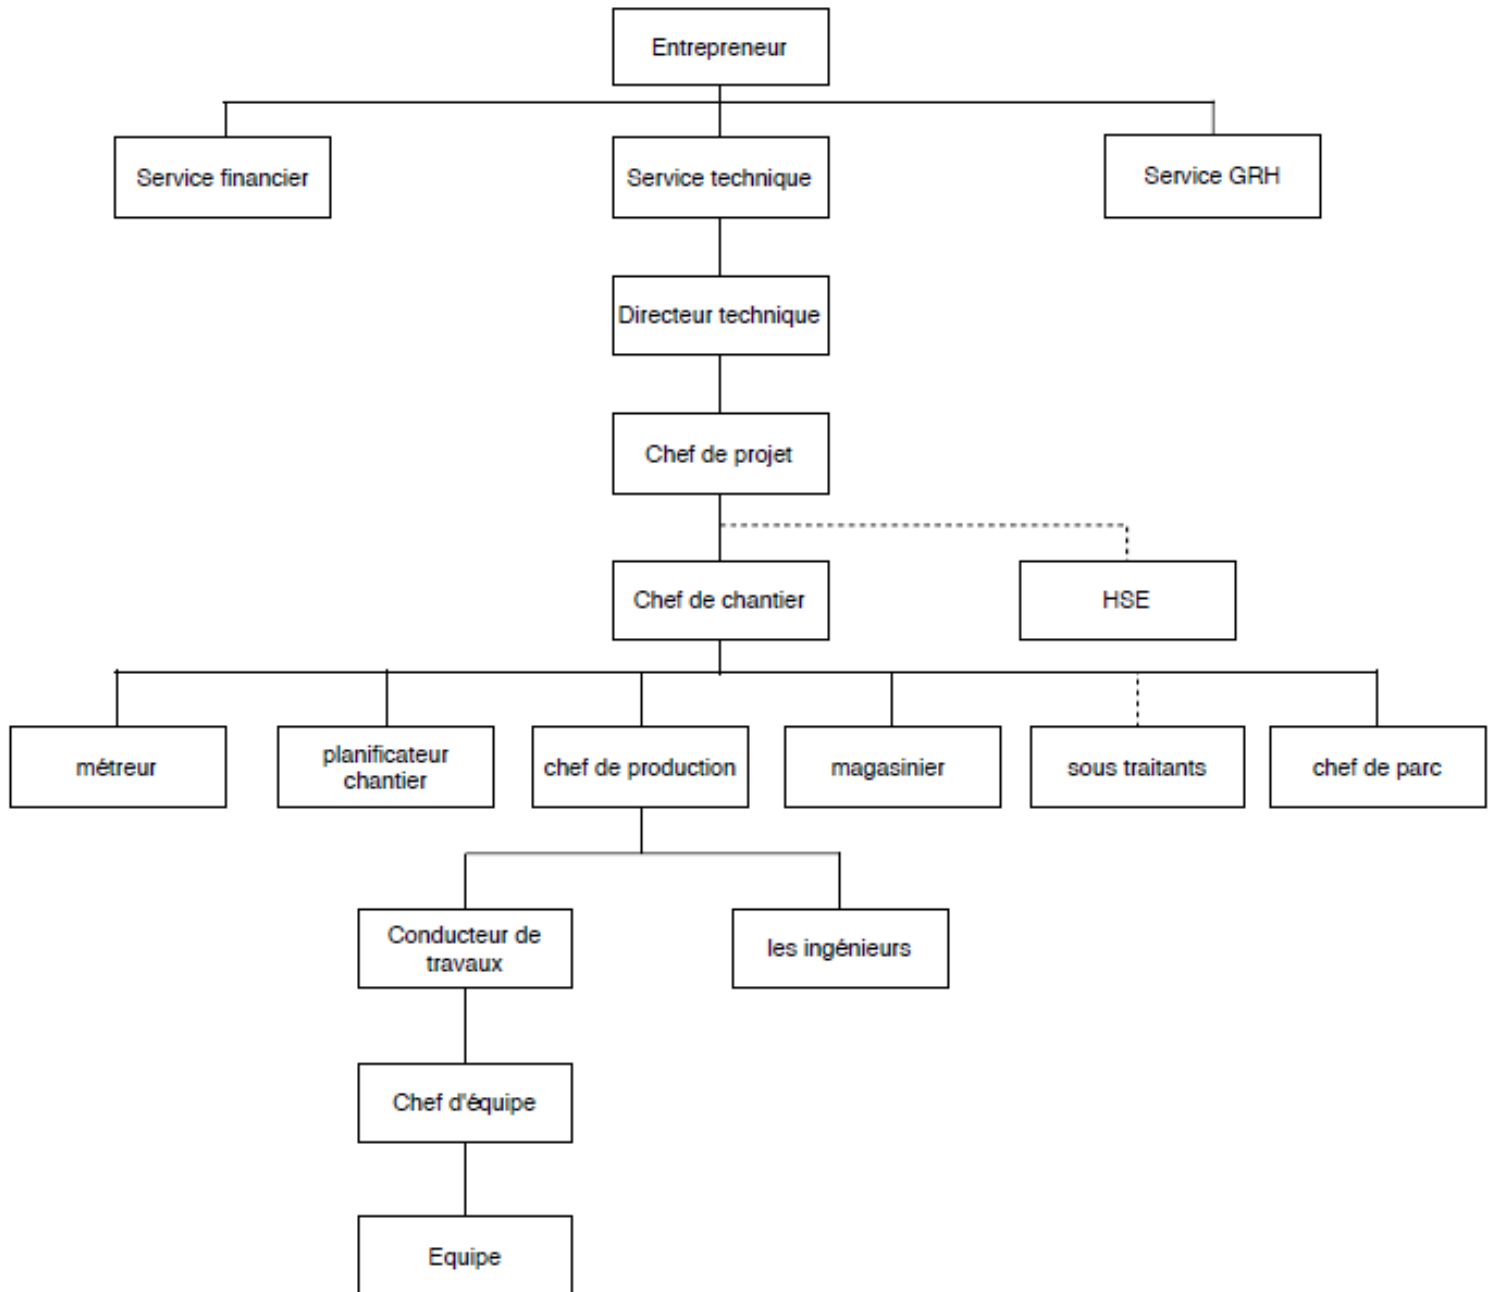 Entrepreneur
Service financier
Service technique
Service GRH
Directeur technique
Chef de projet
Chef de chantier
HSE
métreur
planificateur
chantier
chef de production
magasinier
sous traitants
chef de parc
Conducteur de
travaux
les ingénieurs
Chef d'équipe
Equipe